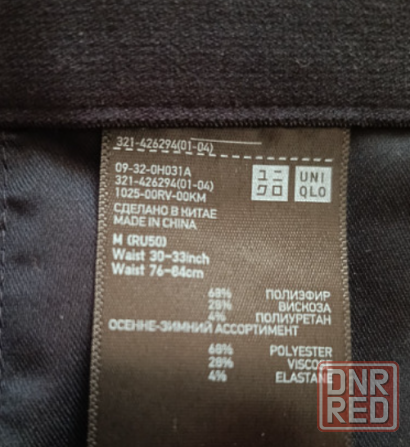 321-426294(01-04)
09-32-0H031A
321-426294(01-04)
1025-00RV-00KM
ユニ
クロ
UNI
QLO
СДЕЛАНО В КИТАЕ
MADE IN CHINA
M (RU50)
Waist 30-33inch
Waist 76-84cm
68% ПОЛИЭФИР
28% ВИСКОЗА
4% ПОЛИУРЕТАН
ОСЕННЕ-ЗИМНИЙ АССОРТИМЕНТ
68% POLYESTER
28% VISCOSE
4% ELASTANE
DNR
RED